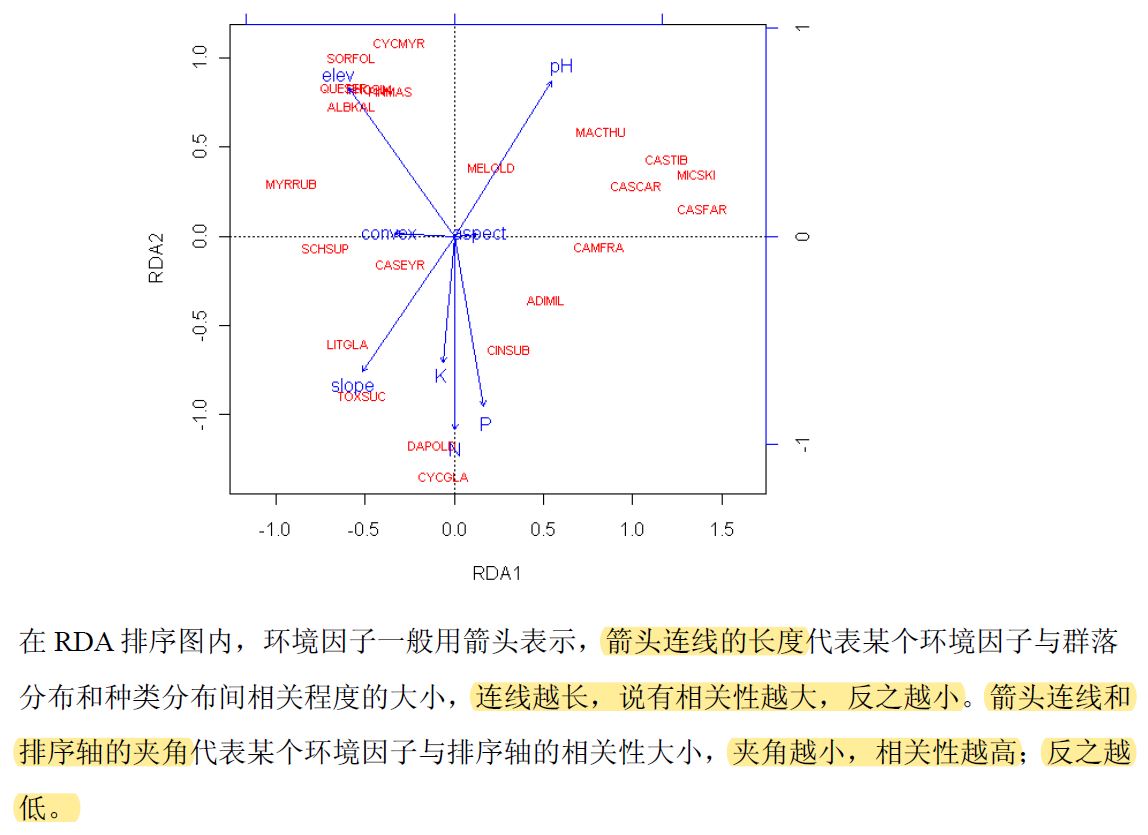 CYCMYR
SORFOL
elev
ALBKAL
pH
MACTHU
CASTIB
MICSKI
CASCAR
CASFAR
MELOLD
MYRRUB
convex
aspect
SCHSUP
CASEYR
CAMFRA
ADIMIL
LITGLA
CINSUB
slope
K
TOXSUC
P
N
CYCGLA
1.0
0.5
0.0
-0.5
-1.0
RDA2
1
0
-1
-1.0 -0.5 0.0 0.5 1.0 1.5
RDA1
在 RDA 排序图内，环境因子一般用箭头表示，箭头连线的长度代表某个环境因子与群落
分布和种类分布间相关程度的大小，连线越长，说有相关性越大，反之越小。箭头连线和
排序轴的夹角代表某个环境因子与排序轴的相关性大小，夹角越小，相关性越高；反之越
低。